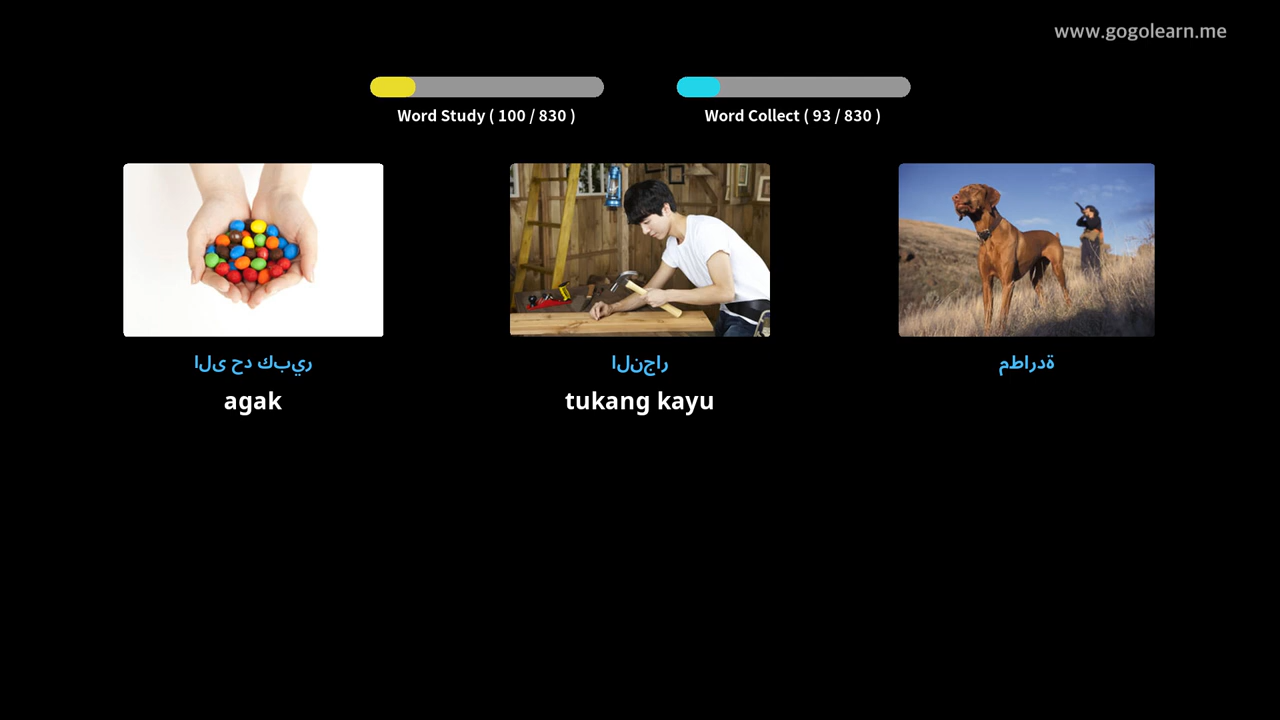 www.gogolearn.me
Word Study ( 100 / 830 )
Word Collect ( 93 / 830 )
الى حد كبير
agak
النجار
tukang kayu
مطاردة